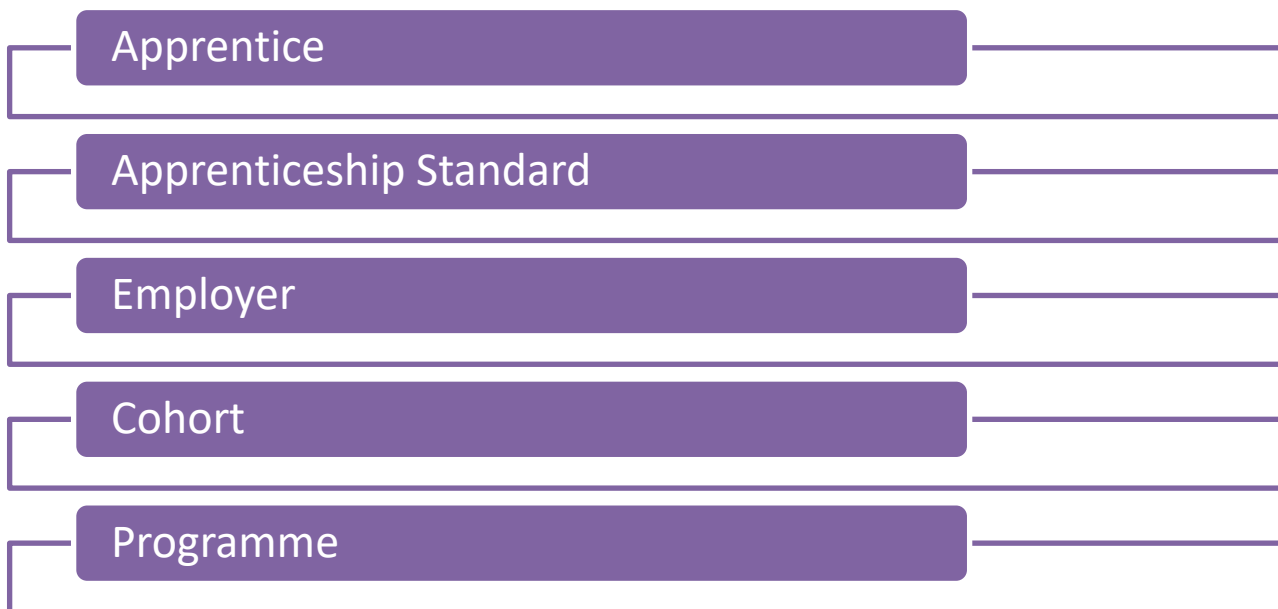 Apprentice
Apprenticeship Standard
Employer
Cohort
Programme